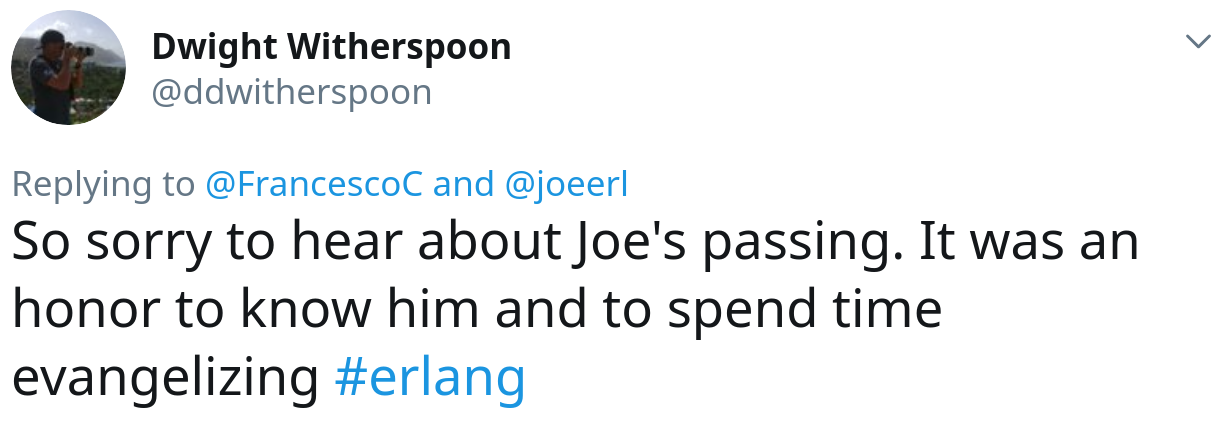 Dwight Witherspoon
@ddwitherspoon
Replying to @FrancescoC and @joeerl
So sorry to hear about Joe's passing. It was an
honor to know him and to spend time
evangelizing #erlang